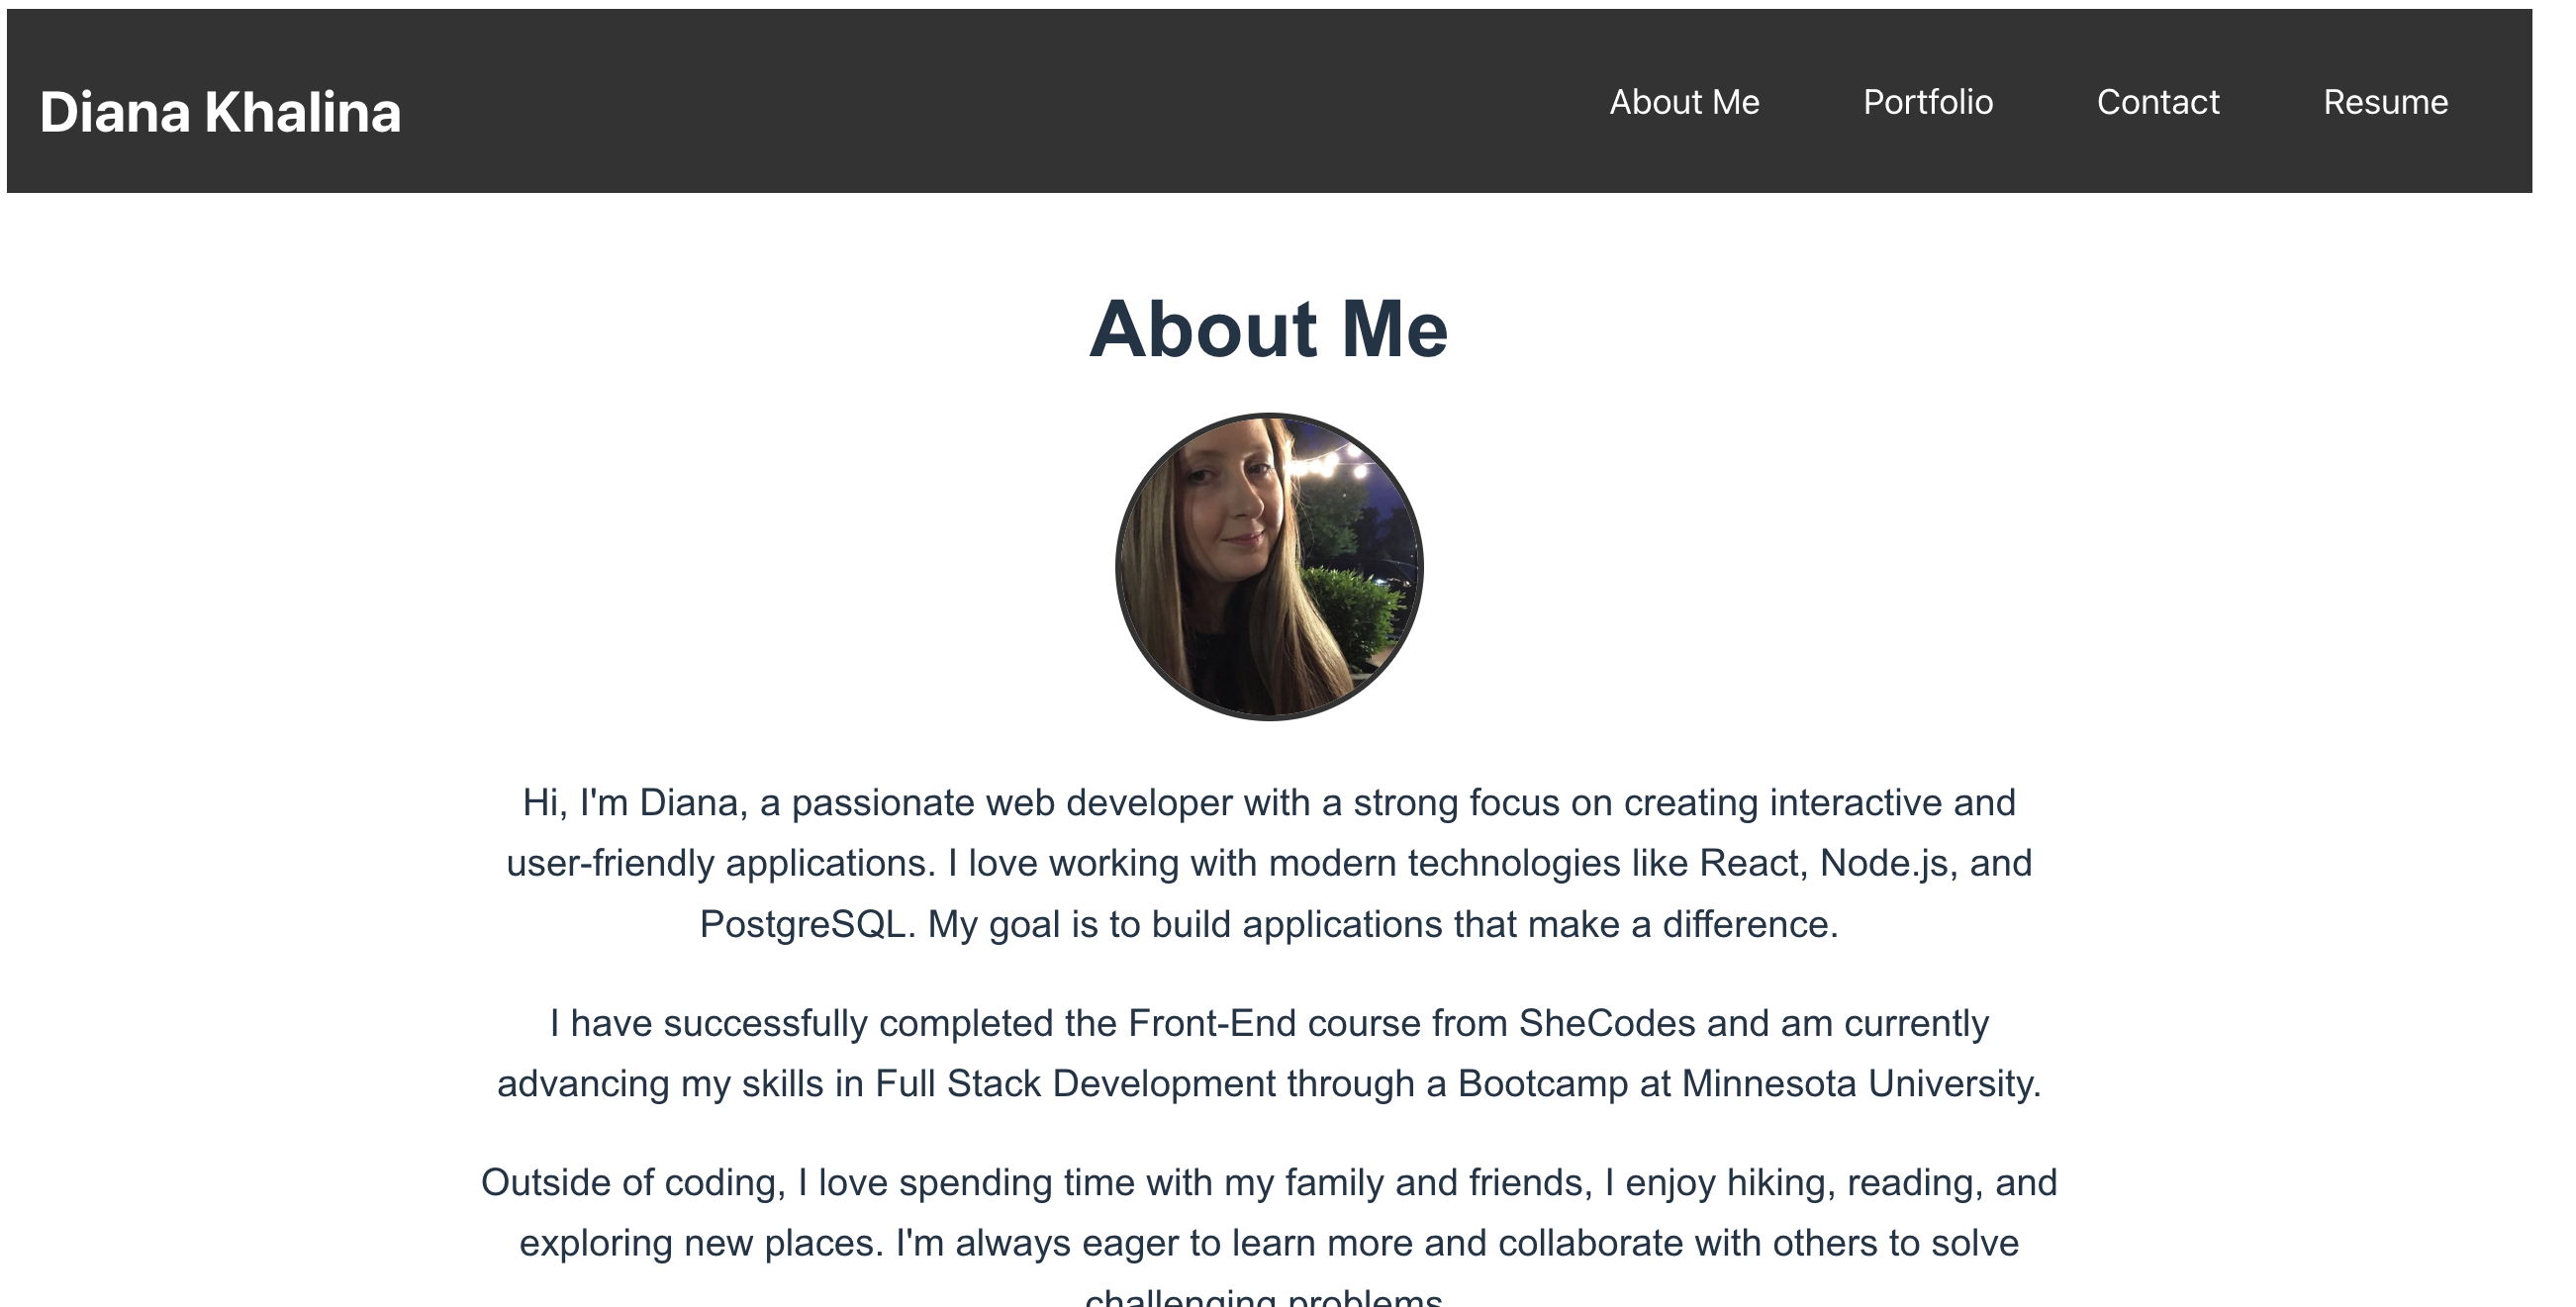 Diana Khalina
About Me
Portfolio
Contact
Resume
About Me
Hi, I'm Diana, a passionate web developer with a strong focus on creating interactive and
user-friendly applications. I love working with modern technologies like React, Node.js, and
PostgreSQL. My goal is to build applications that make a difference.
I have successfully completed the Front-End course from SheCodes and am currently
advancing my skills in Full Stack Development through a Bootcamp at Minnesota University.
Outside of coding, I love spending time with my family and friends, I enjoy hiking, reading, and
exploring new places. I'm always eager to learn more and collaborate with others to solve
challenging problems.